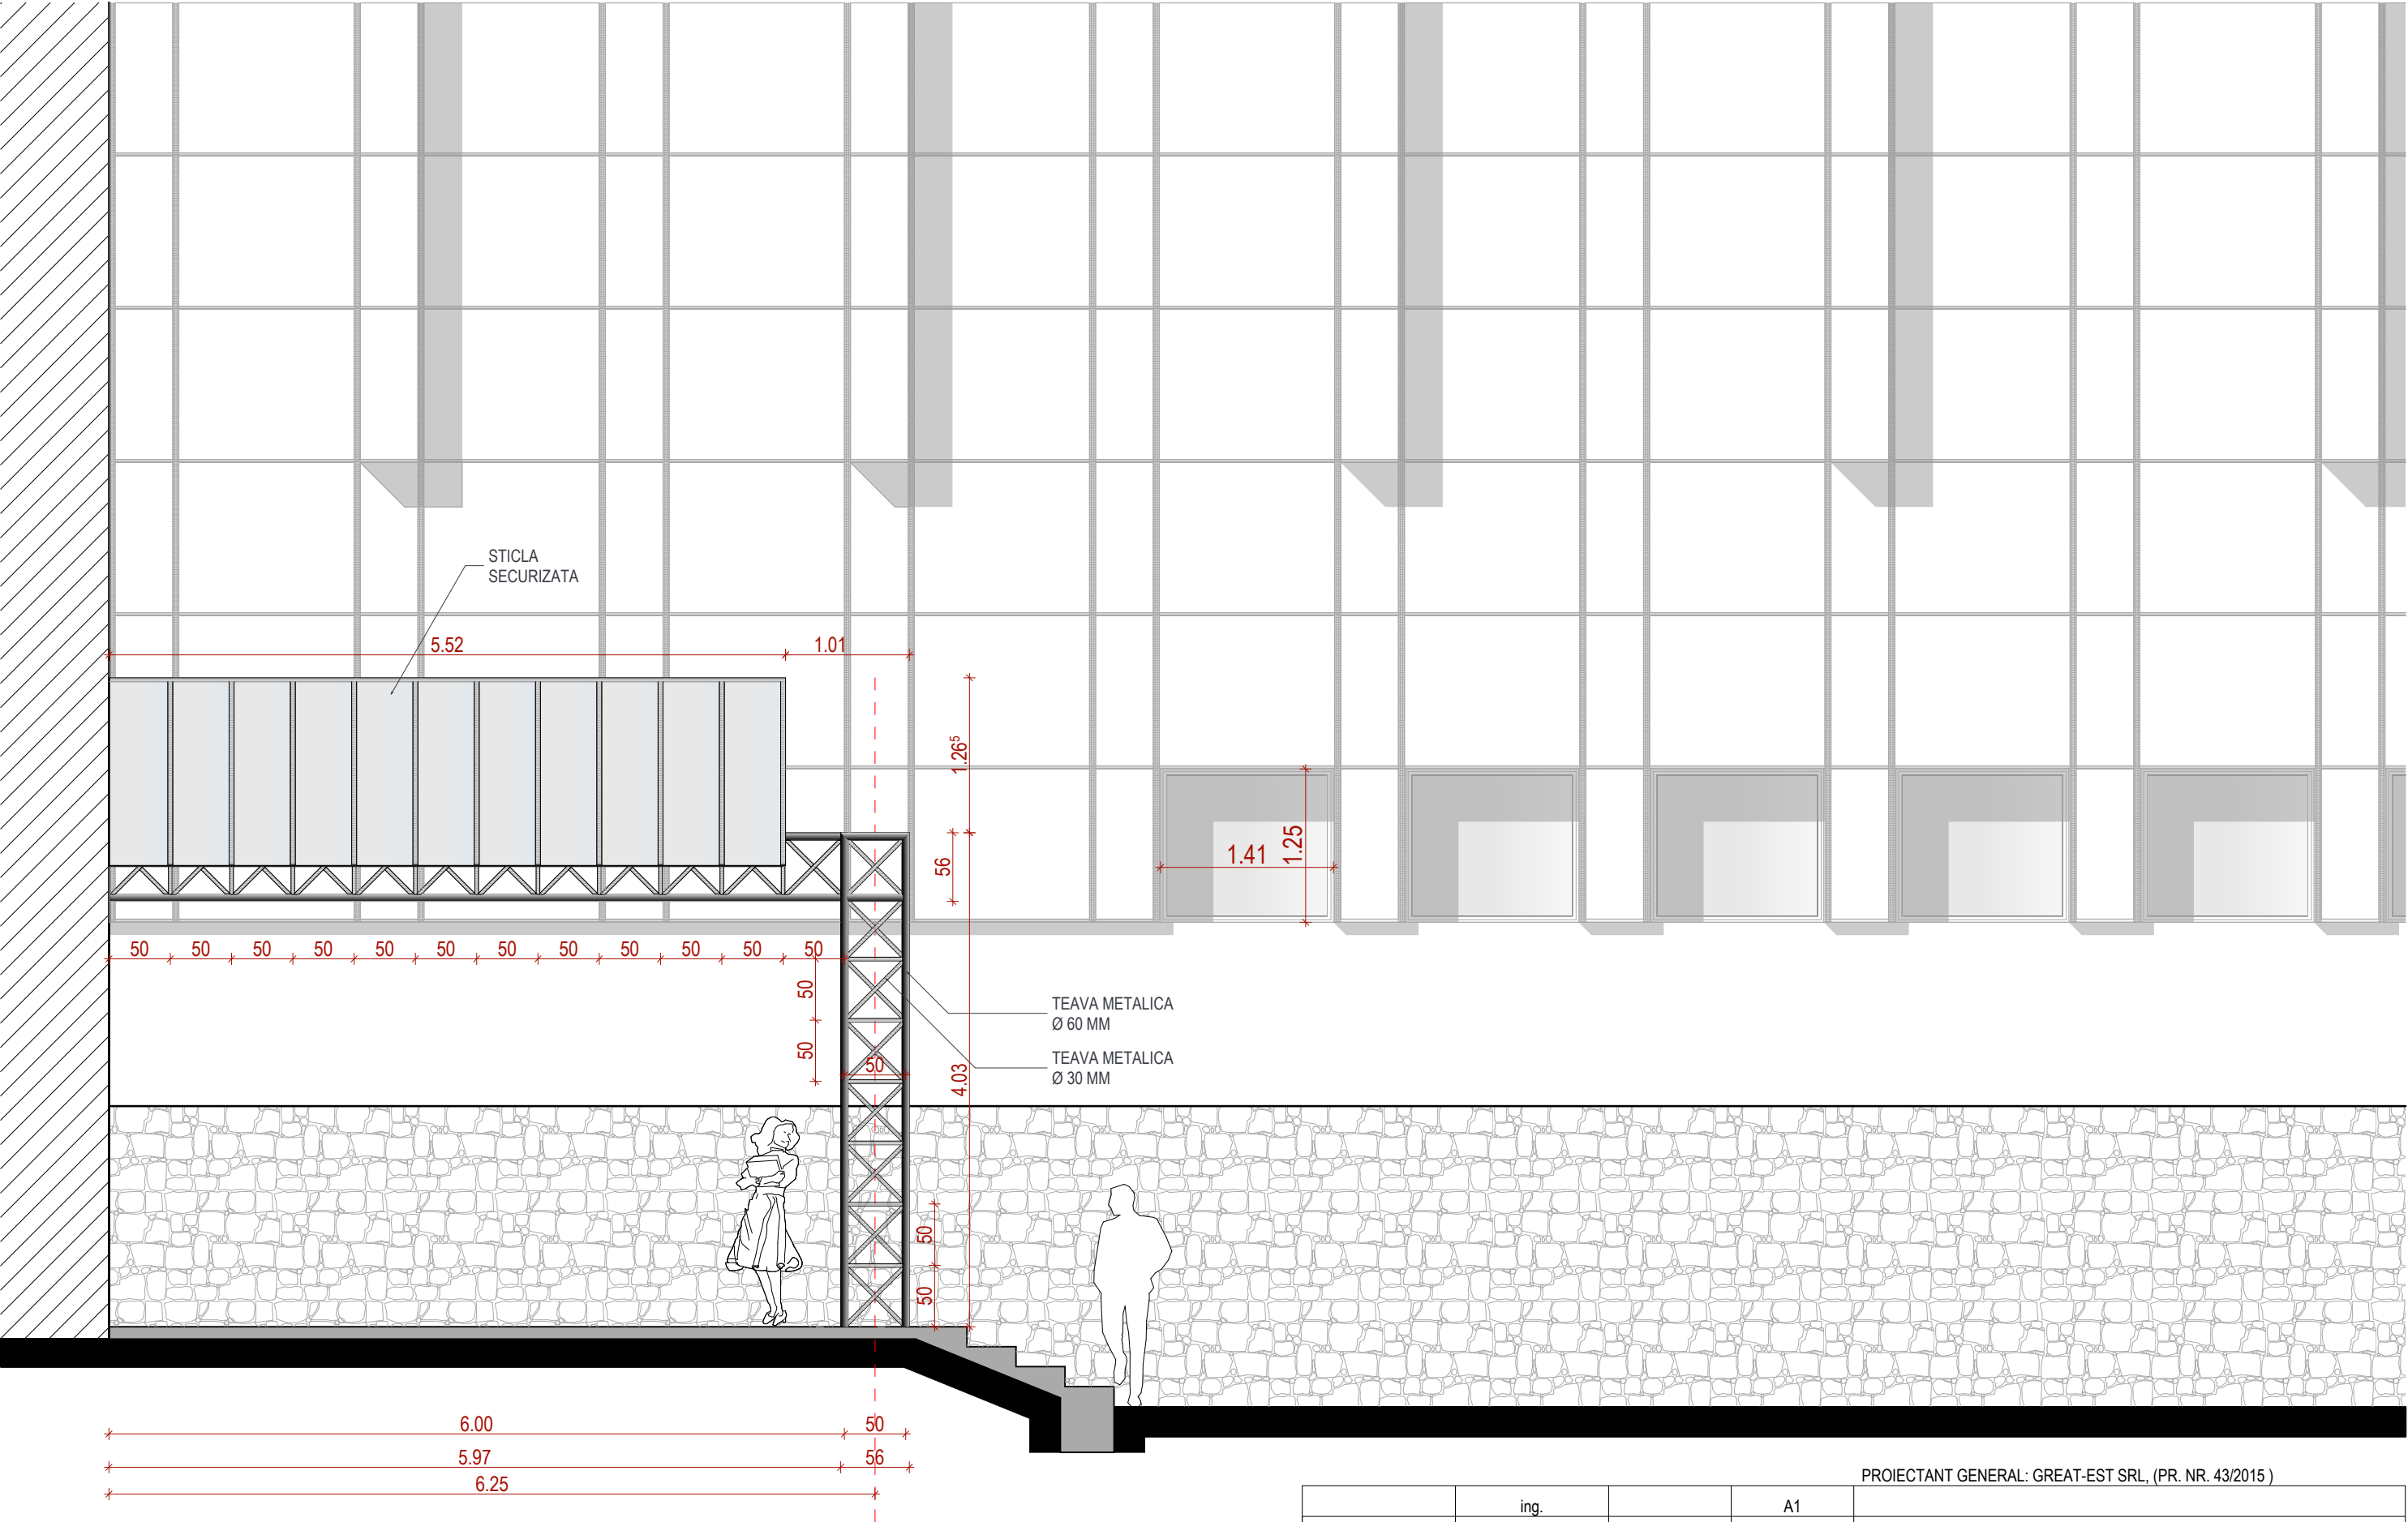 STICLA
SECURIZATA
5.52
1.01
1.26⁵
56
1.41
1.25
50 50 50 50 50 50 50 50 50 50 50 50
50
50
TEAVA METALICA
Ø 60 MM
TEAVA METALICA
Ø 30 MM
50
4.03
50
50
6.00
50
5.97
56
6.25
PROIECTANT GENERAL: GREAT-EST SRL, (PR. NR. 43/2015 )
ing.
A1